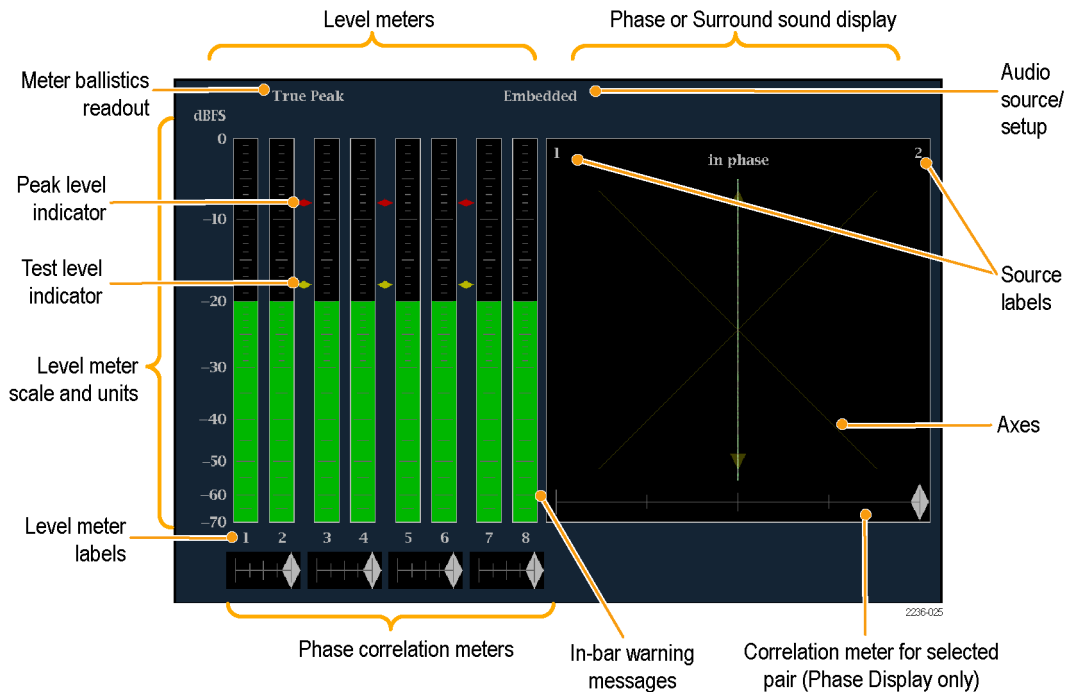 Level meters
Phase or Surround sound display
Meter ballistics
readout
True Peak
Embedded
Audio
source/
setup
dBFS
0
Peak level
indicator
1
in phase
2
–10
Test level
indicator
Source
labels
–20
Level meter
scale and units
–30
–40
Axes
–50
–60
–70
Level meter
labels
1 2 3 4 5 6 7 8
2236-025
Phase correlation meters
In-bar warning
messages
Correlation meter for selected
pair (Phase Display only)